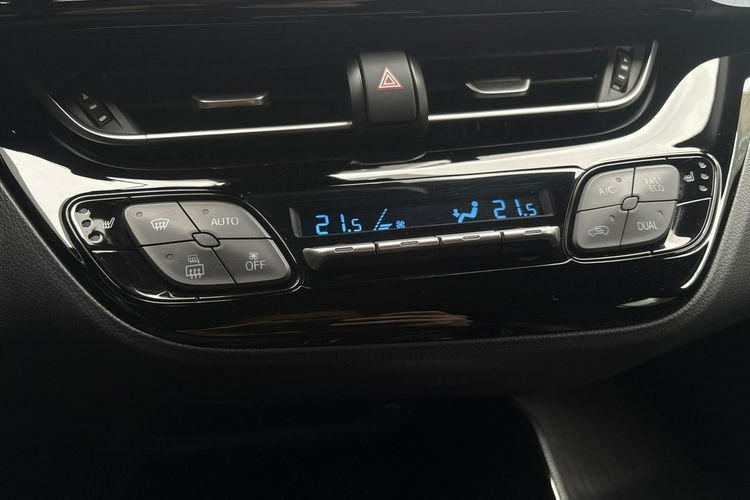 21.5 21.5
AUTO
OFF
A/C FAST
ECO
DUAL